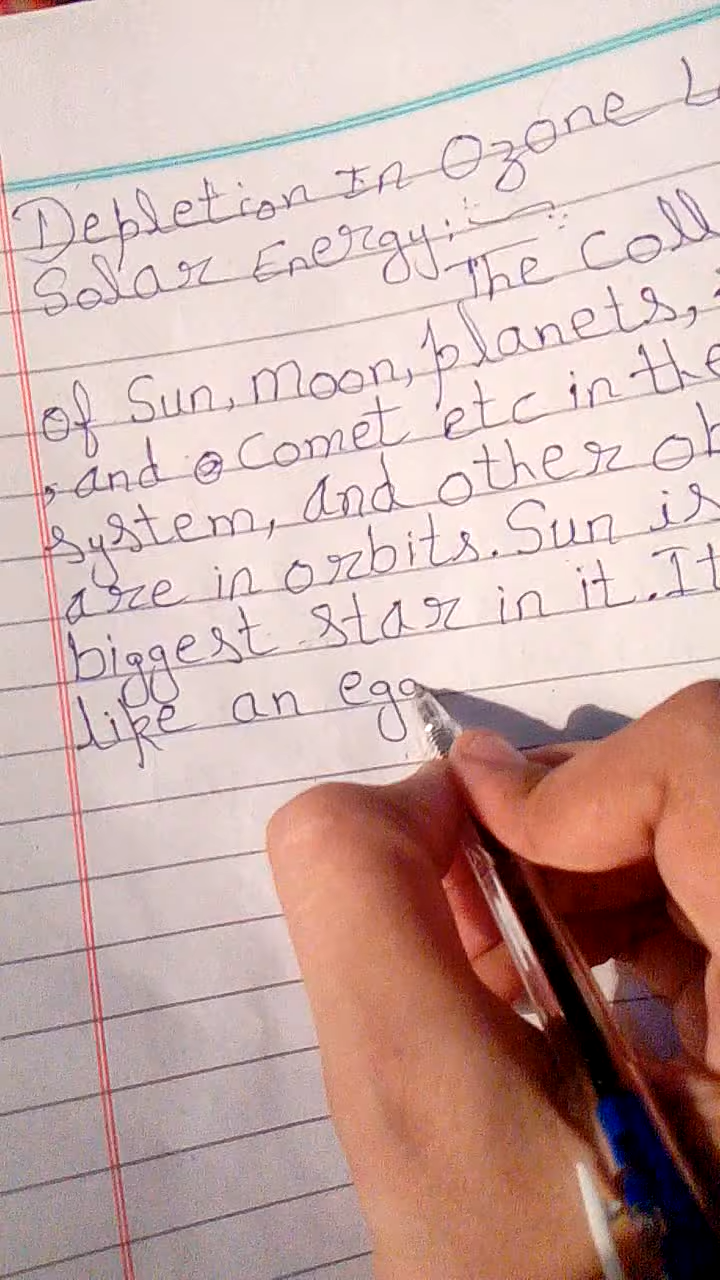 Depletion In Ozone L
Solar Energy:-
The coll
of Sun, moon, planets,
, and comet etc in the
system, and other ob
are in orbits. Sun is
biggest star in it. It
like an egg